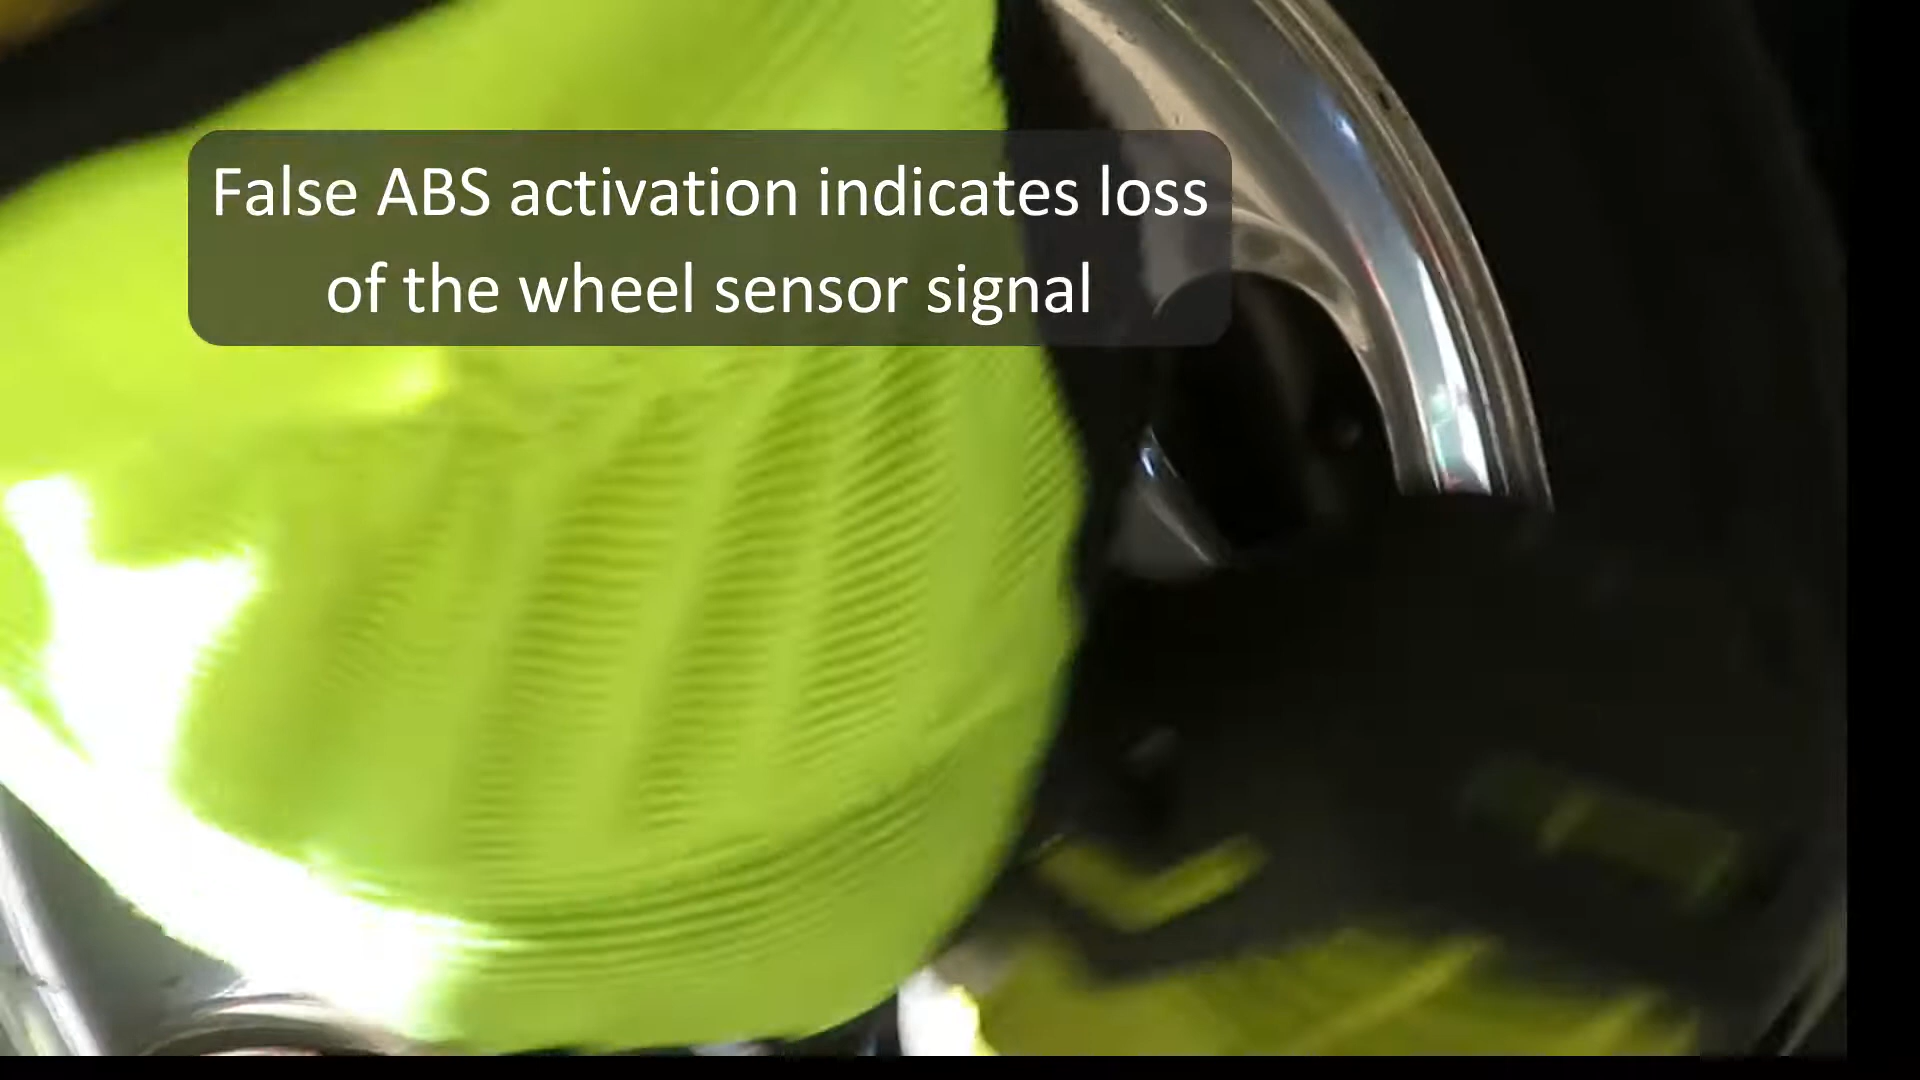 False ABS activation indicates loss
of the wheel sensor signal